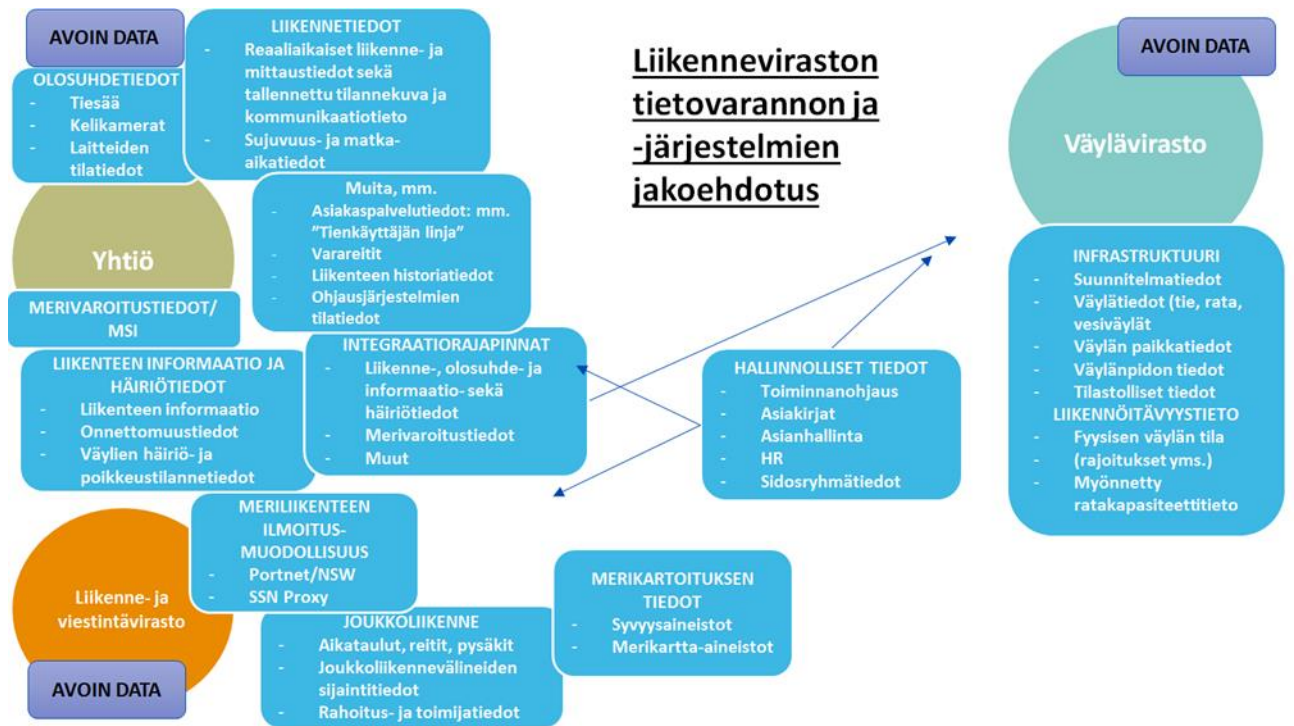 AVOIN DATA
OLOSUHDETIEDOT
- Tiesää
- Kelikamerat
- Laitteiden
tilatiedot
LIIKENNETIEDOT
- Reaaliaikaiset liikenne- ja
mittaustiedot sekä
tallennettu tilannekuva ja
kommunikaatiotieto
- Sujuvuus- ja matka-
aikatiedot
Liikenneviraston
tietovarannon ja
-järjestelmien
jakoehdotus
AVOIN DATA
Väylävirasto
Yhtiö
Muita, mm.
- Asiakaspalvelutiedot: mm.
”Tienkäyttäjän linja”
- Varareitit
- Liikenteen historiatiedot
- Ohjausjärjestelmien
tilatiedot
MERIVAROITUSTIEDOT/
MSI
LIIKENTEEN INFORMAATIO JA
HÄIRIÖTIEDOT
- Liikenteen informaatio
- Onnettomuustiedot
- Väylien häiriö- ja
poikkeustilannetiedot
INTEGRAATIORAJAPINNAT
- Liikenne-, olosuhde- ja
informaatio- sekä
häiriötiedot
- Merivaroitustiedot
- Muut
HALLINNOLLISET TIEDOT
- Toiminnanohjaus
- Asiakirjat
- Asianhallinta
- HR
- Sidosryhmätiedot
INFRASTRUKTUURI
- Suunnitelmatiedot
- Väylätiedot (tie, rata,
vesiväylät
- Väylän paikkatiedot
- Väylänpidon tiedot
- Tilastolliset tiedot
LIIKENNÖITÄVYYSTIETO
- Fyysisen väylän tila
- (rajoitukset yms.)
- Myönnetty
ratakapasiteettitieto
MERILIIKENTEEN
ILMOITUS-
MUODOLLISUUS
- Portnet/NSW
- SSN Proxy
Liikenne- ja
viestintävirasto
AVOIN DATA
JOUKKOLIIKENNE
- Aikataulut, reitit, pysäkit
- Joukkoliikennevälineiden
sijaintitiedot
- Rahoitus- ja toimijatiedot
MERIKARTOITUKSEN
TIEDOT
- Syvyysaineistot
- Merikartta-aineistot